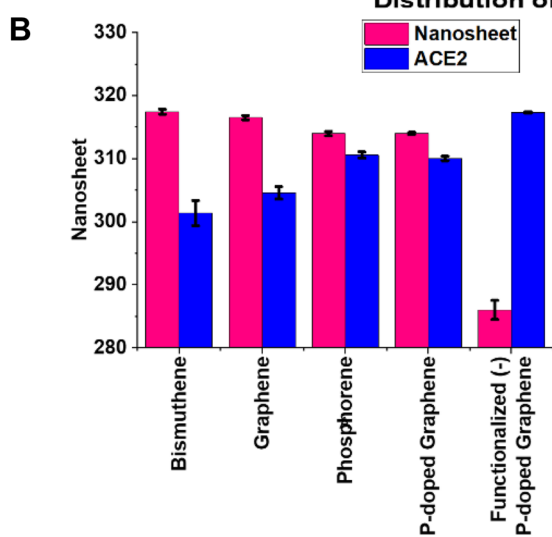 Distribution of
B
Nanosheet
ACE2
330
320
310
300
290
280
Nanosheet
Bismuthene
Graphene
Phosphorene
P-doped Graphene
Functionalized (-)
P-doped Graphene